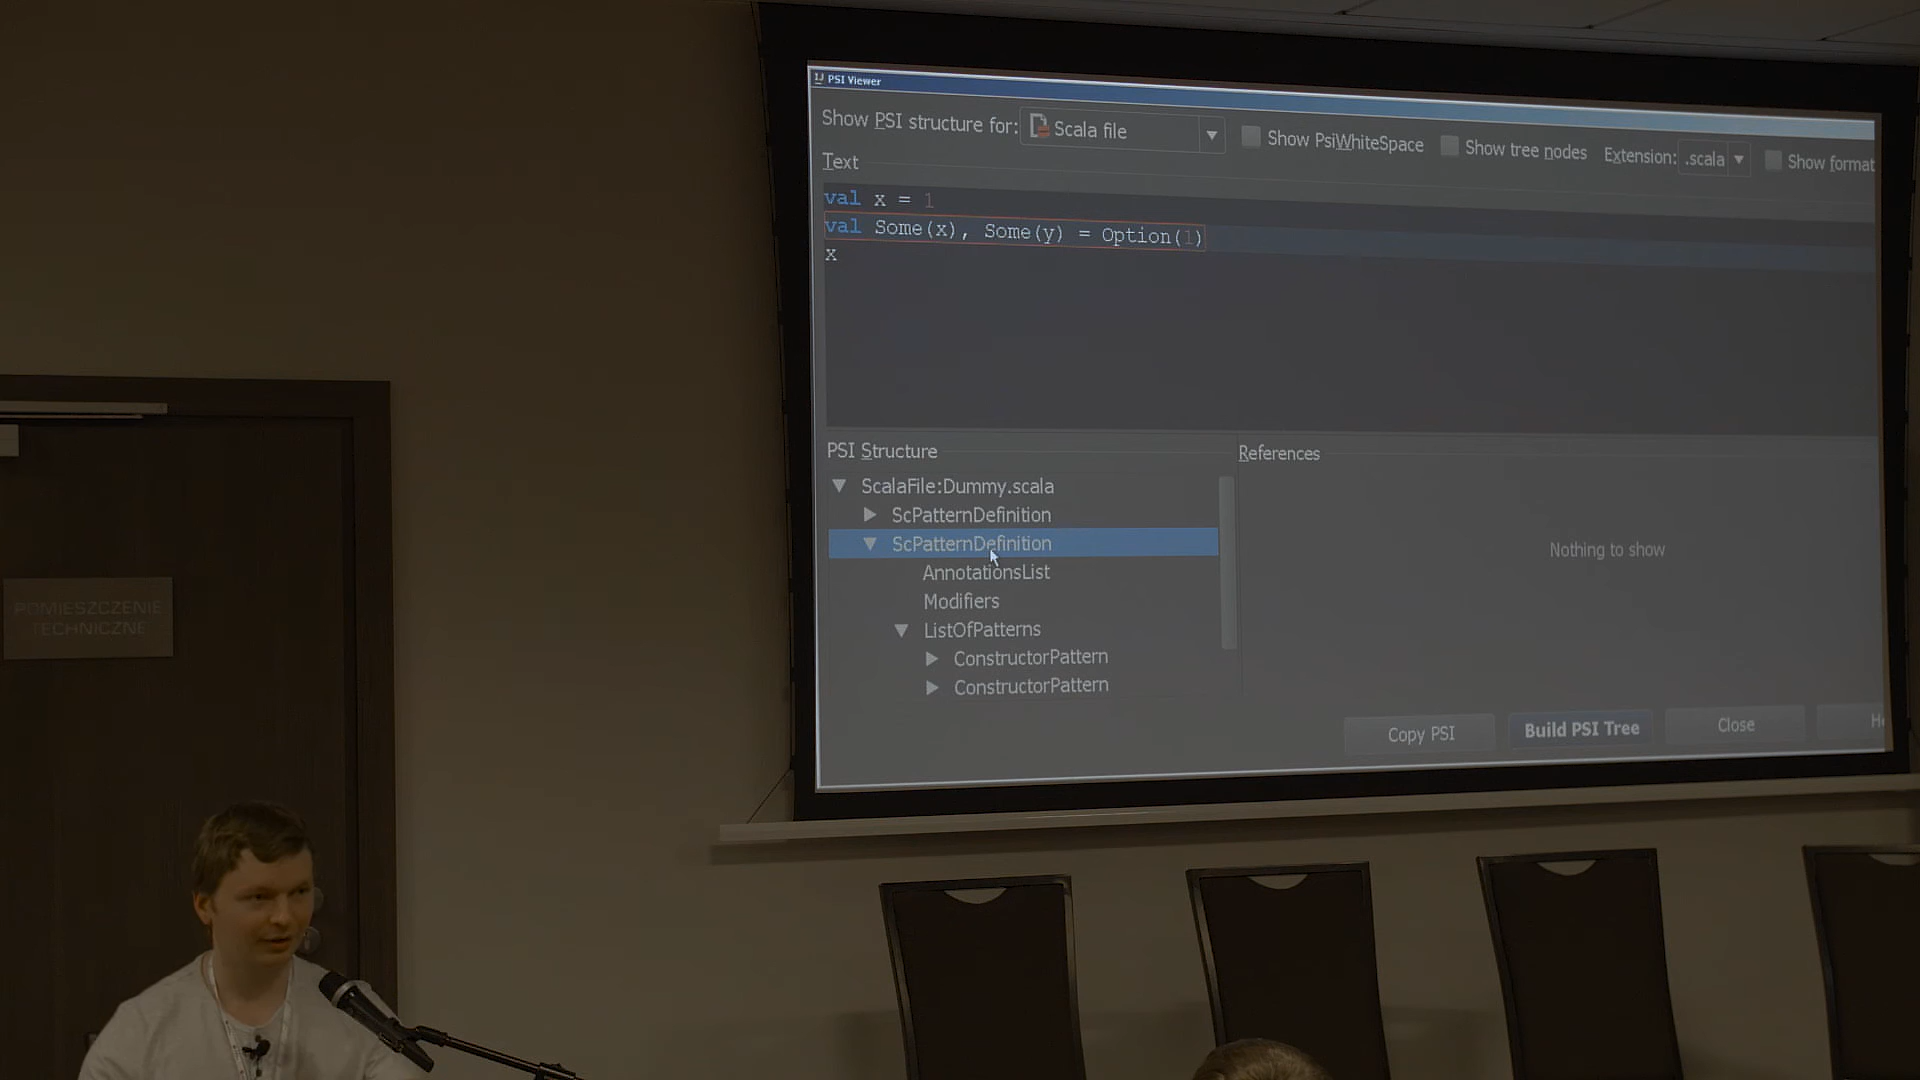 PSI Viewer
Show PSI structure for: Scala file Show PsiWhiteSpace Show tree nodes Extension: .scala Show format
Text
val x = 1
val Some(x), Some(y) = Option(1)
x
PSI Structure
References
ScalaFile:Dummy.scala
ScPatternDefinition
ScPatternDefinition
AnnotationsList
Modifiers
ListOfPatterns
ConstructorPattern
ConstructorPattern
Nothing to show
Copy PSI Build PSI Tree Close
POMIESZCZENIE
TECHNICZNE